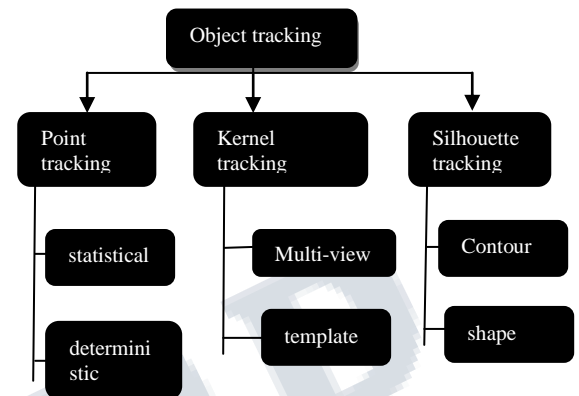 Object tracking
Point
tracking
Kernel
tracking
Silhouette
tracking
statistical
Multi-view
Contour
determini
stic
template
shape